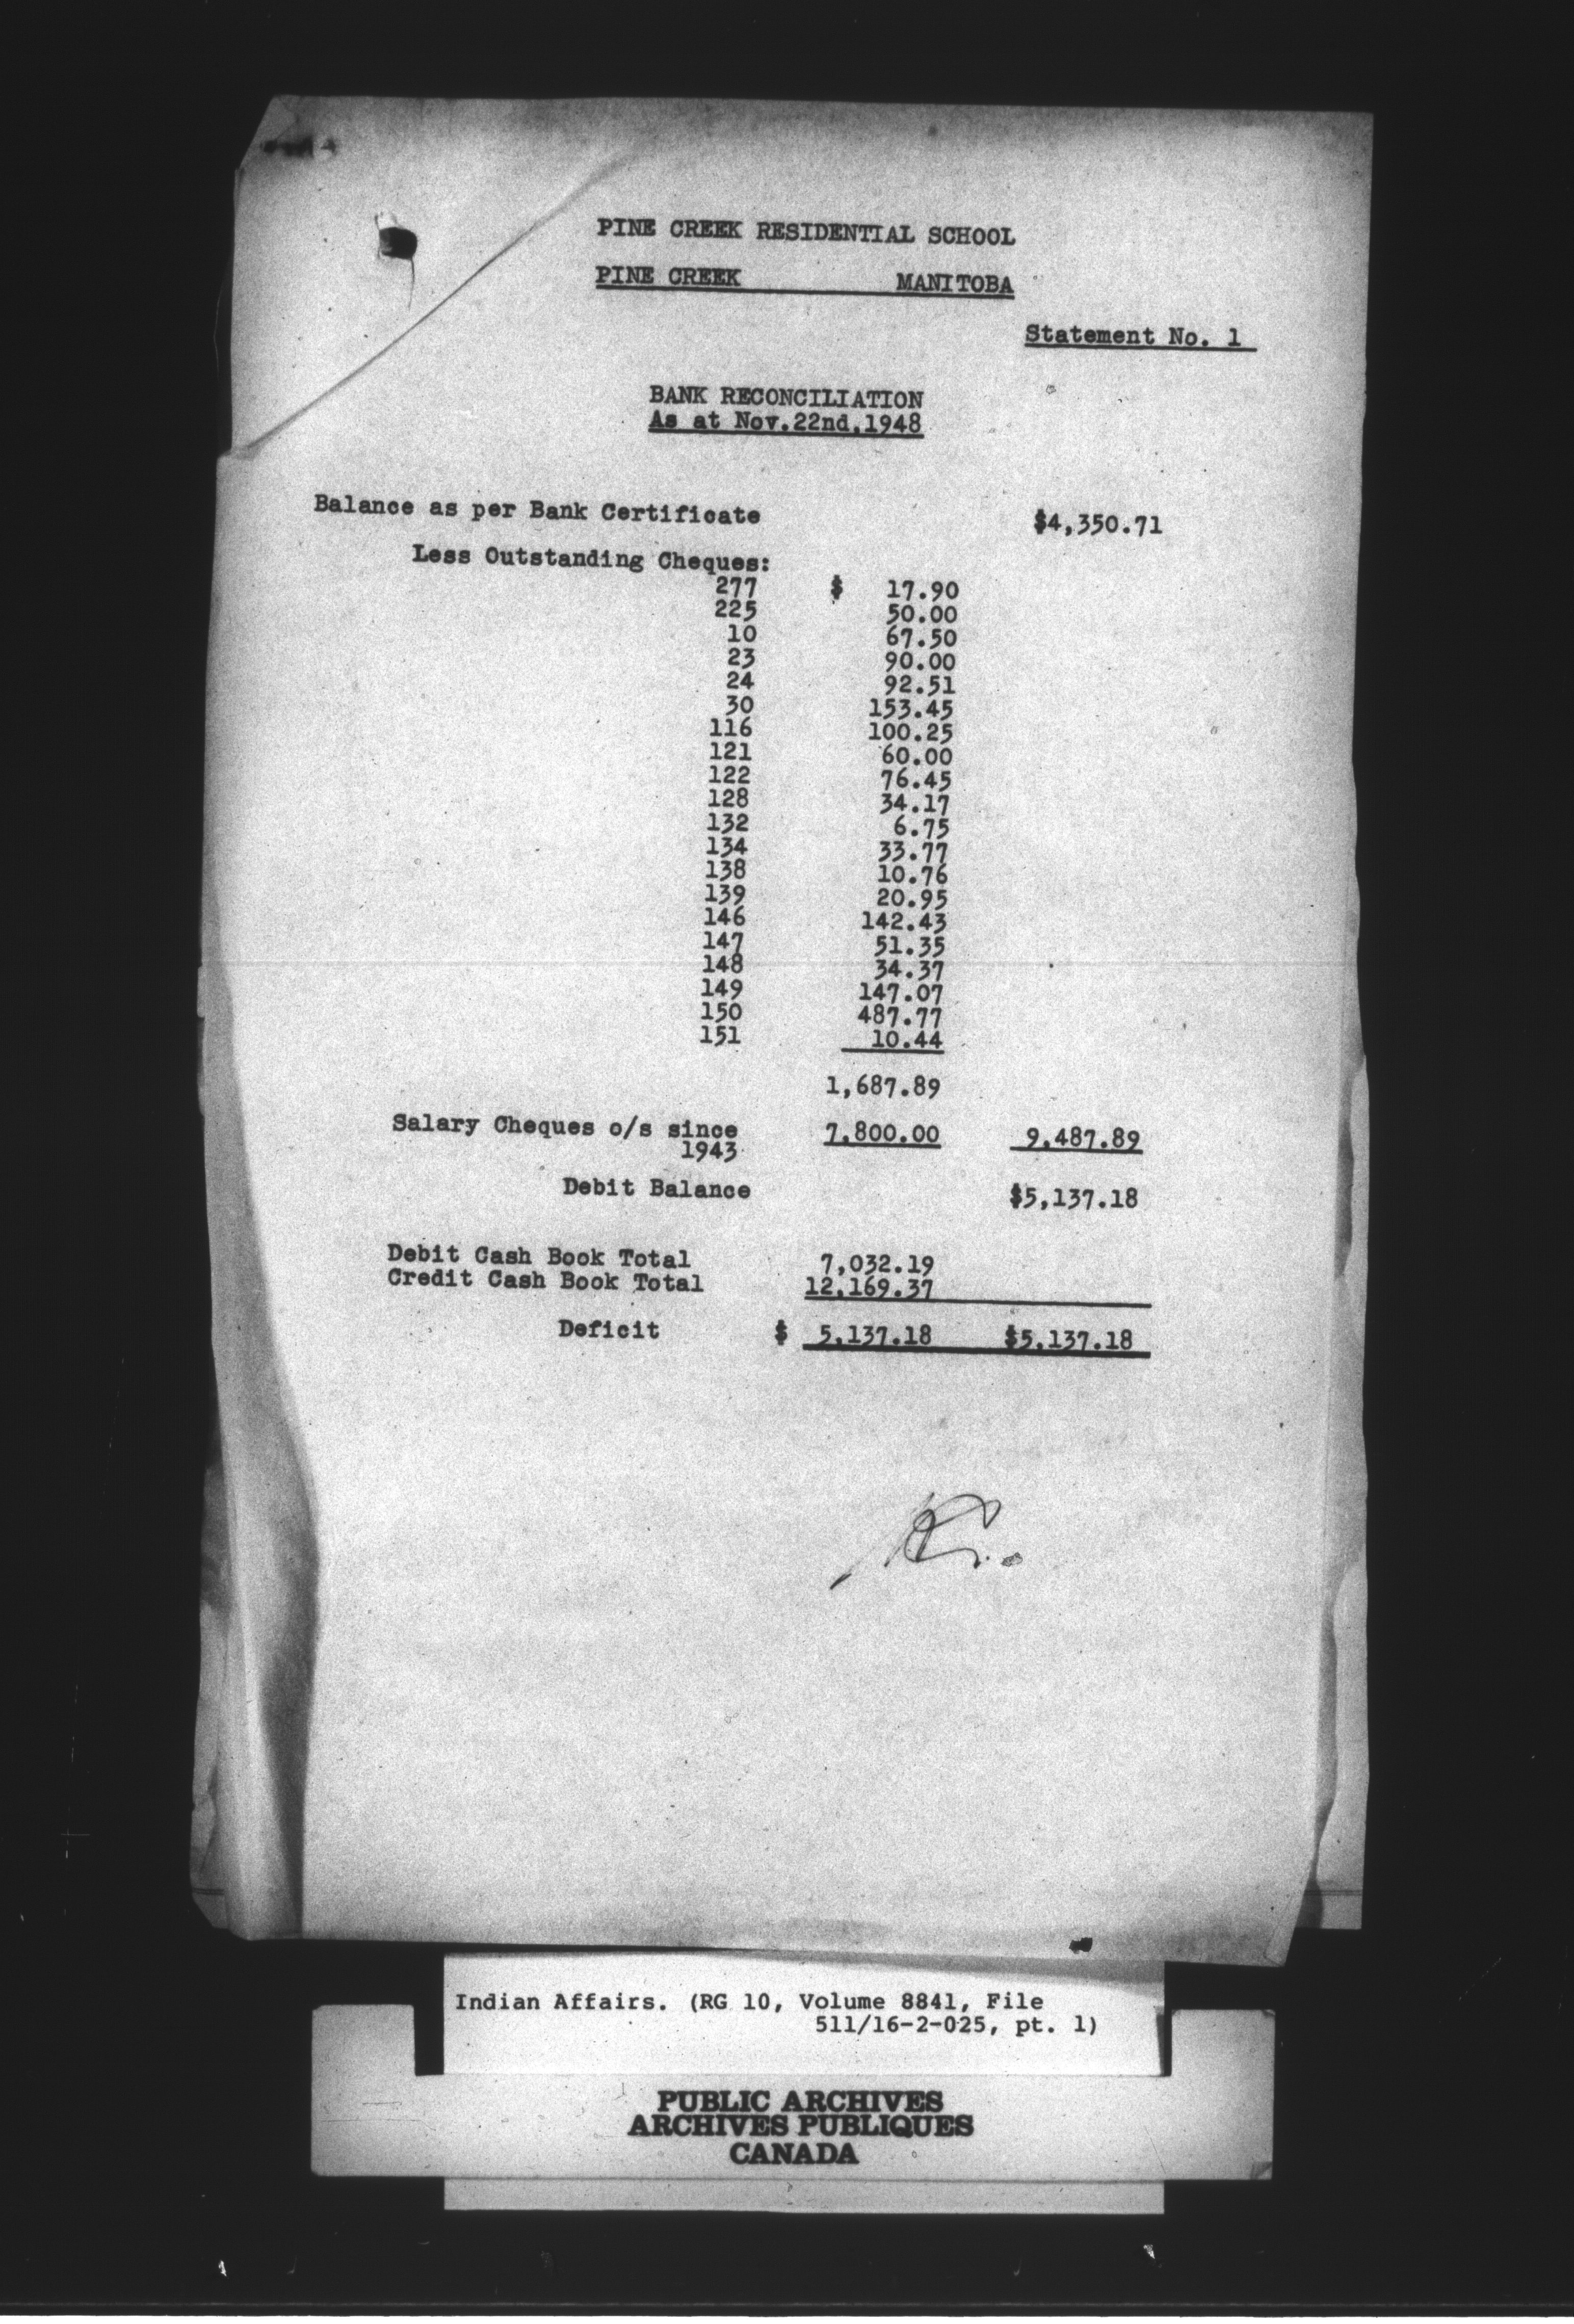 PINE CREEK RESIDENTIAL SCHOOL
PINE CREEK MANITOBA
Statement No. 1
BANK RECONCILIATION
As at Nov.22nd,1948
Balance as per Bank Certificate $4,350.71
Less Outstanding Cheques:
277 $ 17.90
225 50.00
10 67.50
23 90.00
24 92.51
30 153.45
116 100.25
121 60.00
122 76.45
128 34.17
132 6.75
134 33.77
138 10.76
139 20.95
146 142.43
147 51.35
148 34.37
149 147.07
150 487.77
151 10.44
1,687.89
Salary Cheques o/s since 7,800.00 9,487.89
1943
Debit Balance $5,137.18
Debit Cash Book Total 7,032.19
Credit Cash Book Total 12,169.37
Deficit $ 5,137.18 $5,137.18
Indian Affairs. (RG 10, Volume 8841, File
511/16-2-025, pt. 1)
PUBLIC ARCHIVES
ARCHIVES PUBLIQUES
CANADA